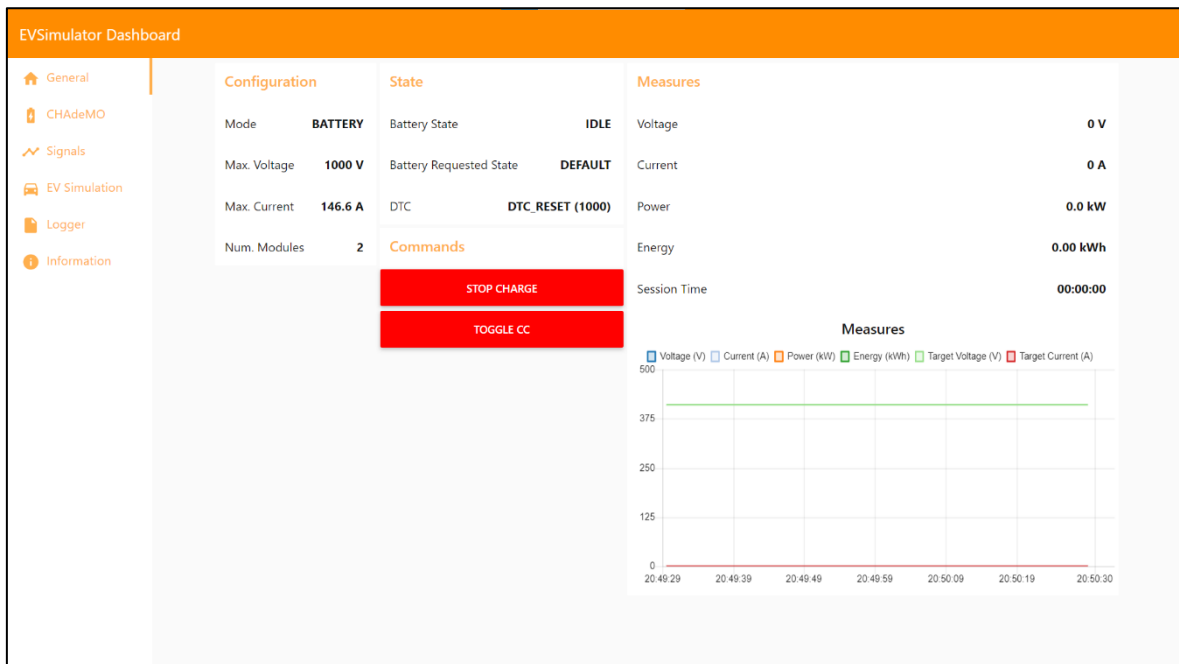 EVSimulator Dashboard
General
CHAdeMO
Signals
EV Simulation
Logger
Information
Configuration
Mode BATTERY
Max. Voltage 1000 V
Max. Current 146.6 A
Num. Modules 2
State
Battery State IDLE
Battery Requested State DEFAULT
DTC DTC_RESET (1000)
Commands
STOP CHARGE
TOGGLE CC
Measures
Voltage 0 V
Current 0 A
Power 0.0 kW
Energy 0.00 kWh
Session Time 00:00:00
Measures
Voltage (V) Current (A) Power (kW) Energy (kWh) Target Voltage (V) Target Current (A)
500
375
250
125
0
20:49:29 20:49:39 20:49:49 20:49:59 20:50:09 20:50:19 20:50:30